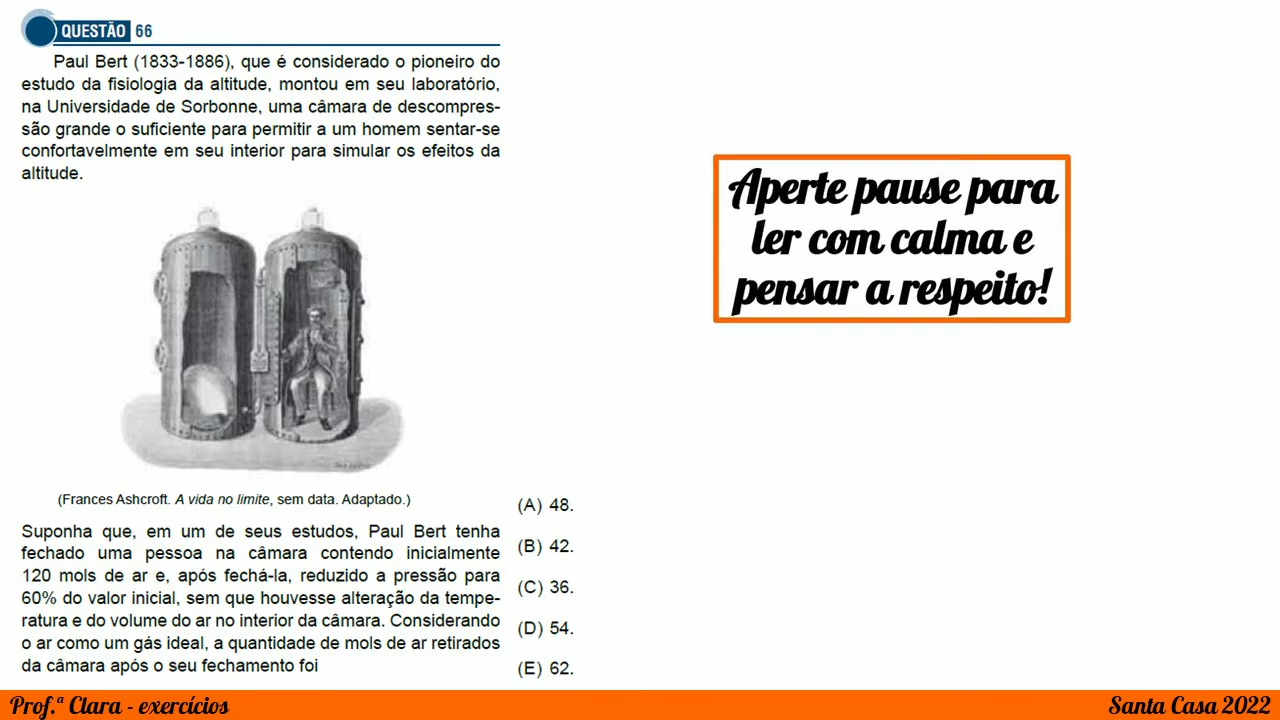 QUESTÃO 66
Paul Bert (1833-1886), que é considerado o pioneiro do
estudo da fisiologia da altitude, montou em seu laboratório,
na Universidade de Sorbonne, uma câmara de descompres-
são grande o suficiente para permitir a um homem sentar-se
confortavelmente em seu interior para simular os efeitos da
altitude.
(Frances Ashcroft. A vida no limite, sem data. Adaptado.)
Suponha que, em um de seus estudos, Paul Bert tenha
fechado uma pessoa na câmara contendo inicialmente
120 mols de ar e, após fechá-la, reduzido a pressão para
60% do valor inicial, sem que houvesse alteração da tempe-
ratura e do volume do ar no interior da câmara. Considerando
o ar como um gás ideal, a quantidade de mols de ar retirados
da câmara após o seu fechamento foi
(A) 48.
(B) 42.
(C) 36.
(D) 54.
(E) 62.
Aperte pause para
ler com calma e
pensar a respeito!
Prof.ª Clara - exercícios
Santa Casa 2022